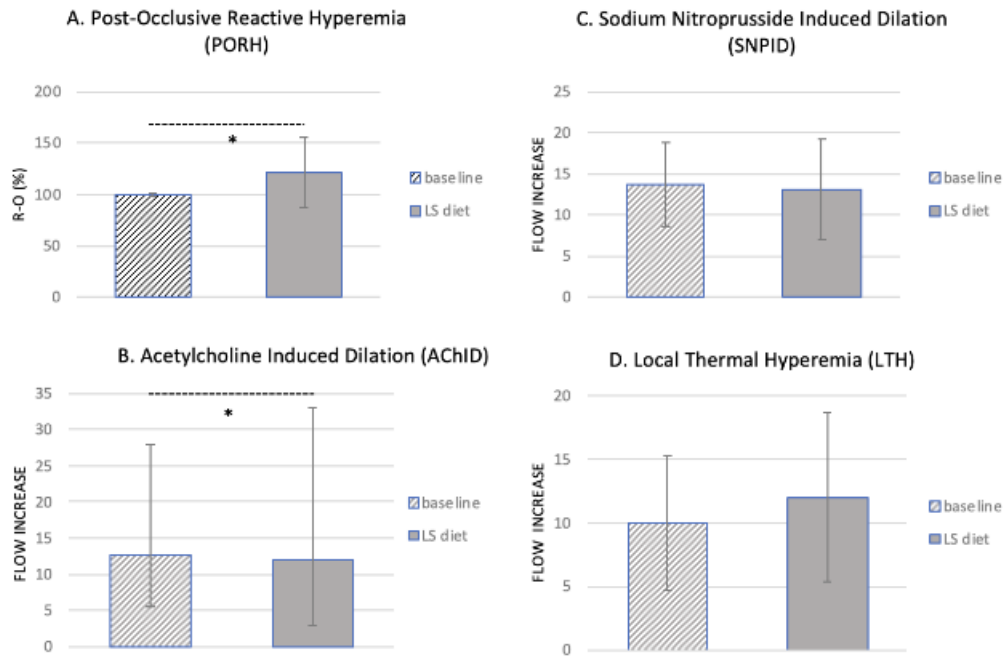 A. Post-Occlusive Reactive Hyperemia
(PORH)
200
150
100
50
0
R-O (%)
*
baseline
LS diet
C. Sodium Nitroprusside Induced Dilation
(SNPID)
25
20
15
10
5
0
FLOW INCREASE
baseline
LS diet
B. Acetylcholine Induced Dilation (AChID)
35
30
25
20
15
10
5
0
FLOW INCREASE
*
baseline
LS diet
D. Local Thermal Hyperemia (LTH)
20
15
10
5
0
FLOW INCREASE
baseline
LS diet